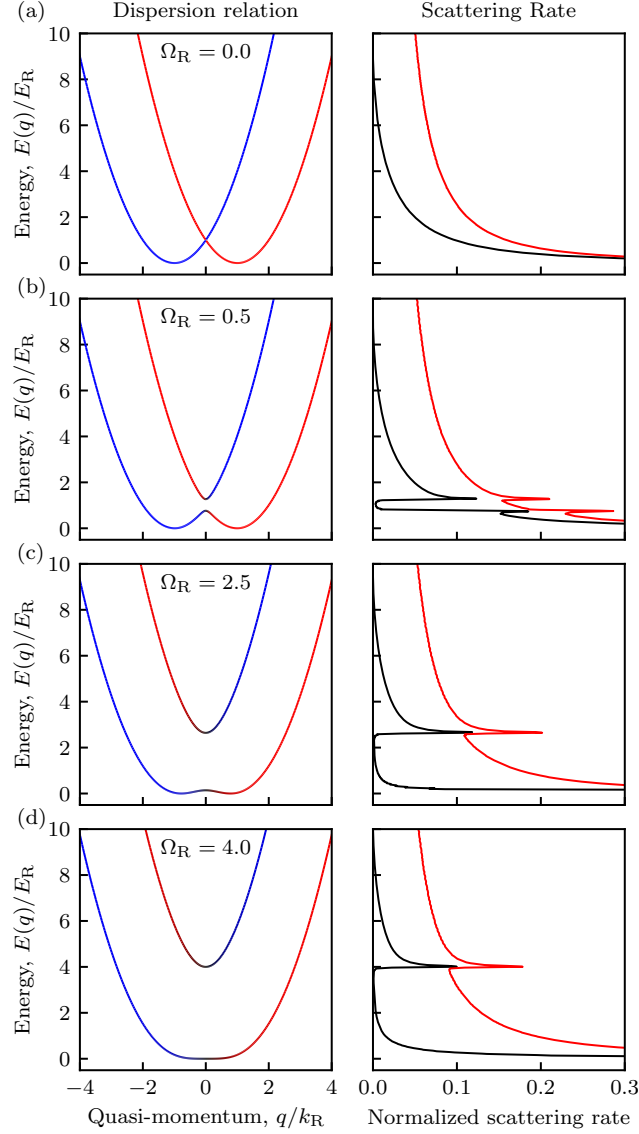 (a)
Dispersion relation
Scattering Rate
Ω_R = 0.0
10
8
6
4
2
0
Energy, E(q)/E_R
(b)
Ω_R = 0.5
10
8
6
4
2
0
Energy, E(q)/E_R
(c)
Ω_R = 2.5
10
8
6
4
2
0
Energy, E(q)/E_R
(d)
Ω_R = 4.0
10
8
6
4
2
0
Energy, E(q)/E_R
−4 −2 0 2 4
0.0 0.1 0.2 0.3
Quasi-momentum, q/k_R
Normalized scattering rate